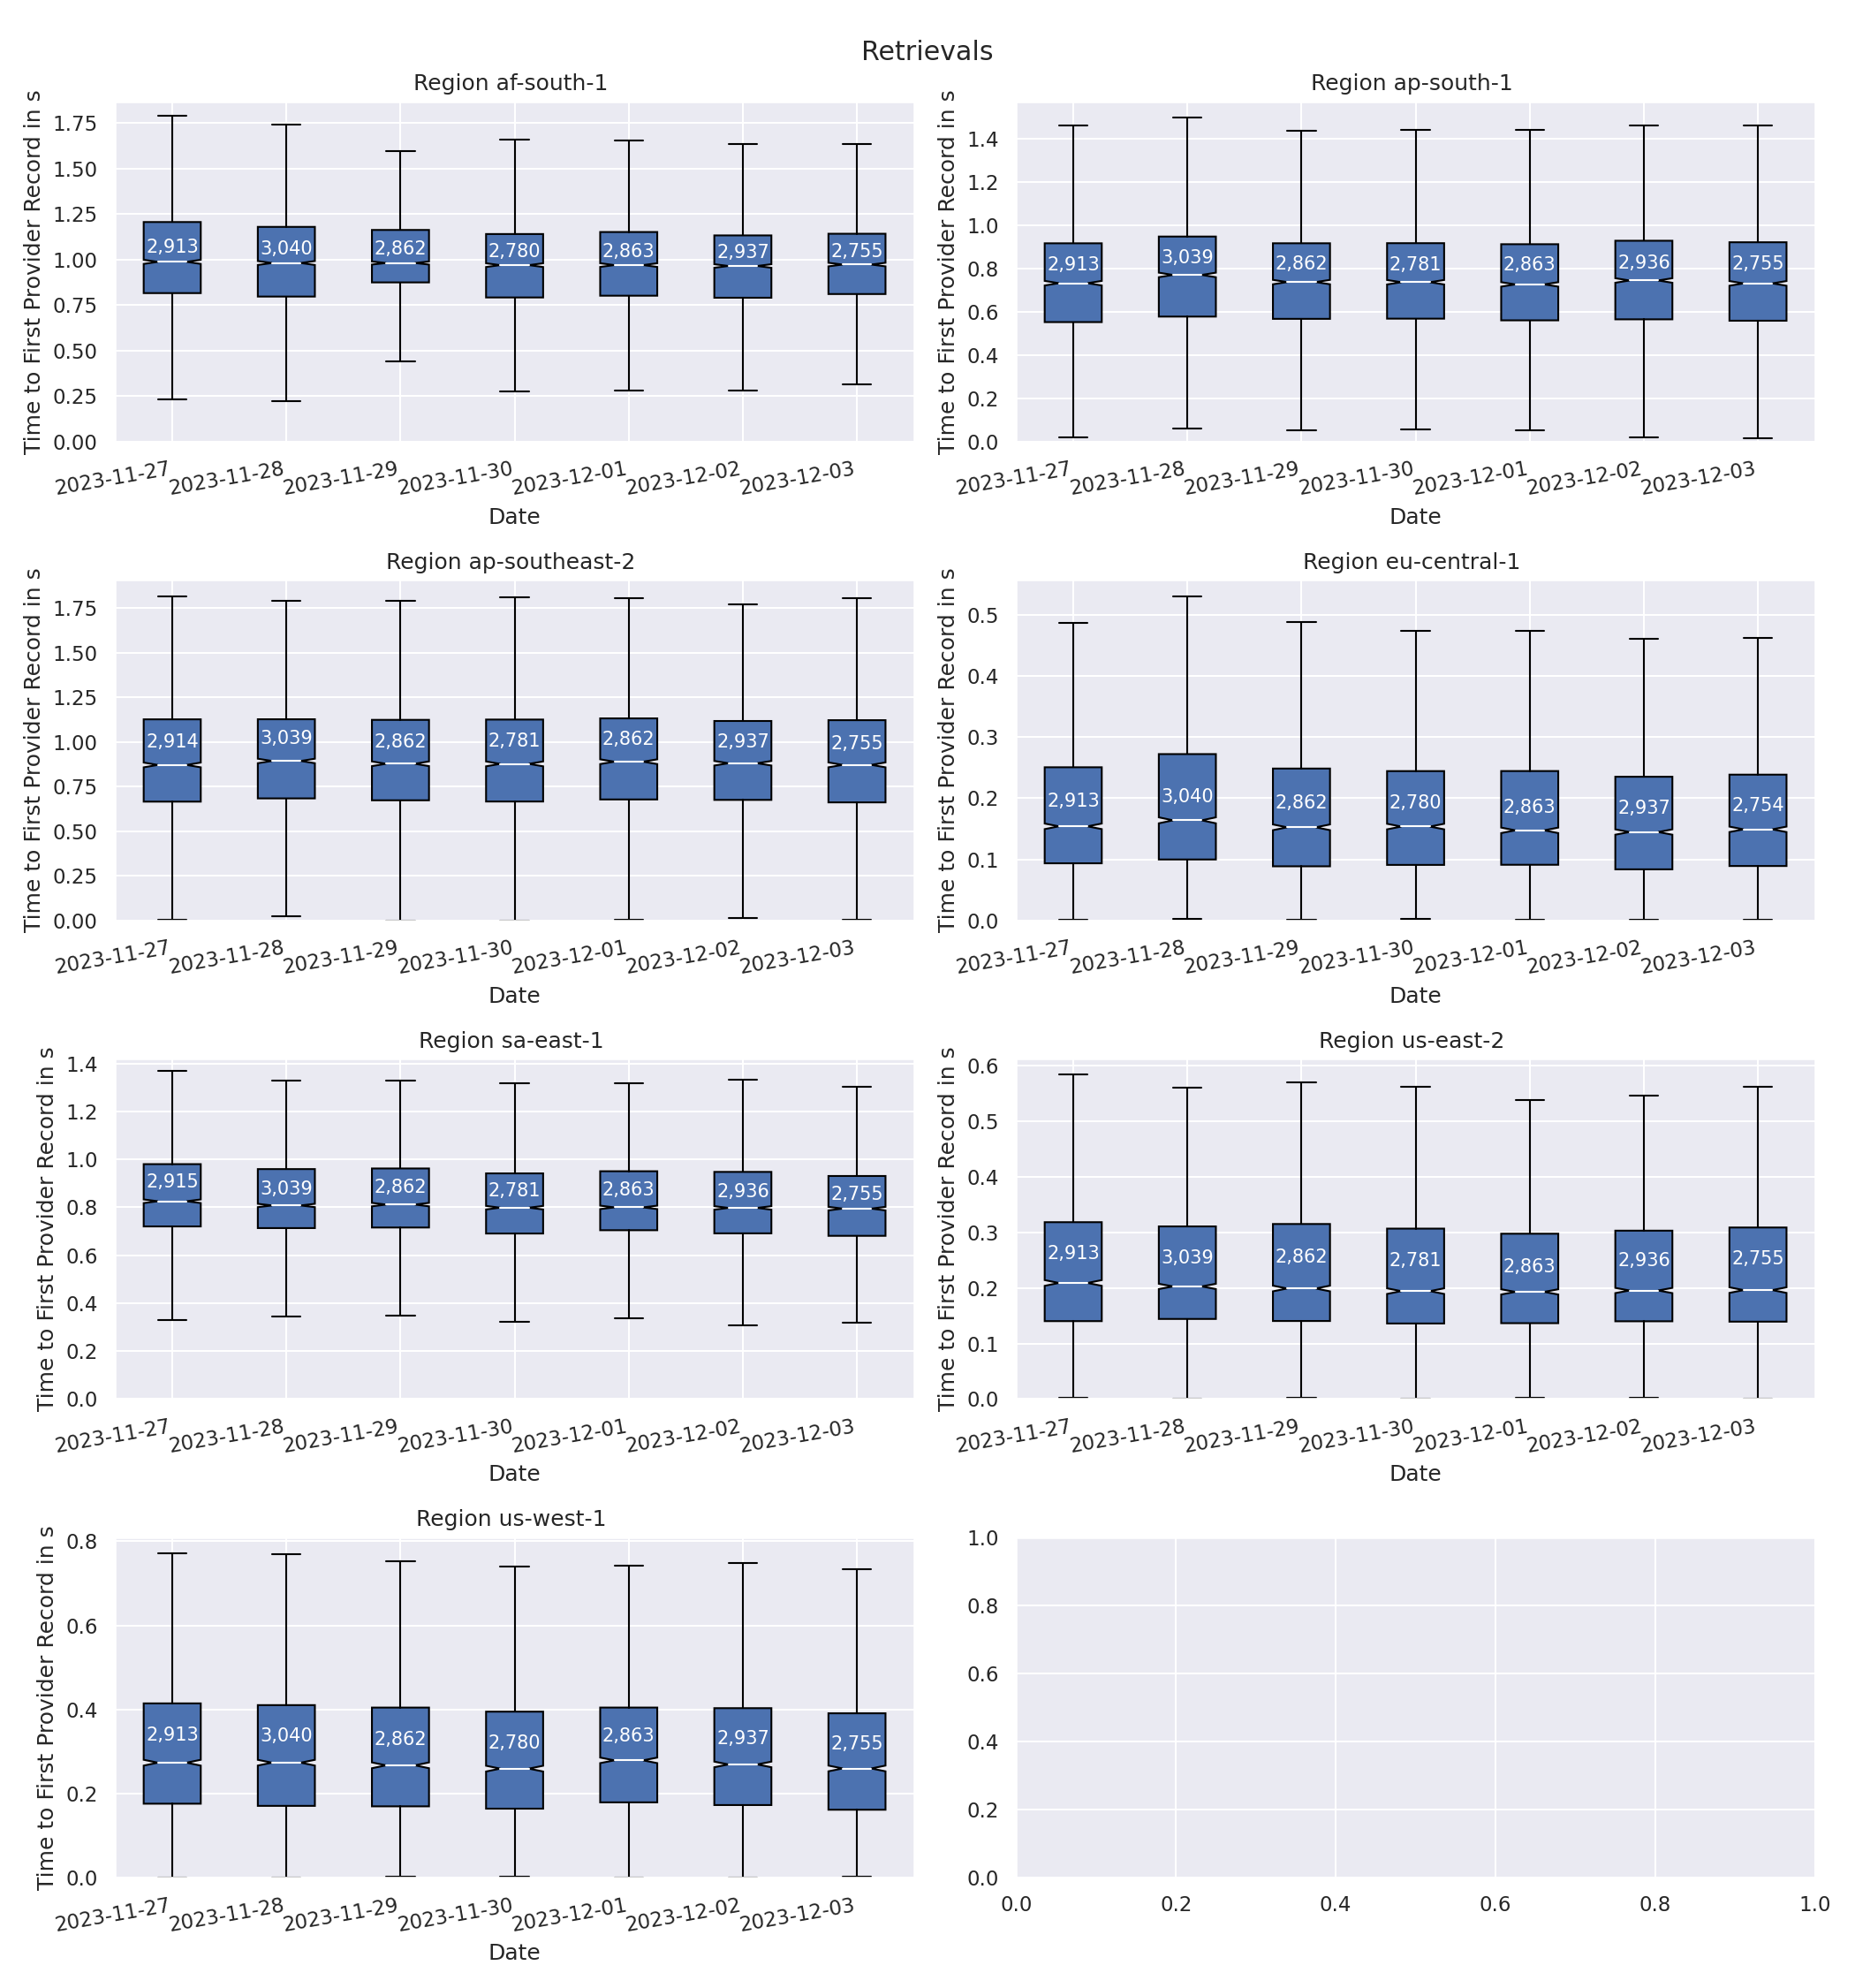 Retrievals
Region af-south-1
Time to First Provider Record in s
1.75
1.50
1.25
1.00
0.75
0.50
0.25
0.00
2,913 3,040 2,862 2,780 2,863 2,937 2,755
2023-11-27 2023-11-28 2023-11-29 2023-11-30 2023-12-01 2023-12-02 2023-12-03
Date
Region ap-south-1
Time to First Provider Record in s
1.4
1.2
1.0
0.8
0.6
0.4
0.2
0.0
2,913 3,039 2,862 2,781 2,863 2,936 2,755
2023-11-27 2023-11-28 2023-11-29 2023-11-30 2023-12-01 2023-12-02 2023-12-03
Date
Region ap-southeast-2
Time to First Provider Record in s
1.75
1.50
1.25
1.00
0.75
0.50
0.25
0.00
2,914 3,039 2,862 2,781 2,862 2,937 2,755
2023-11-27 2023-11-28 2023-11-29 2023-11-30 2023-12-01 2023-12-02 2023-12-03
Date
Region eu-central-1
Time to First Provider Record in s
0.5
0.4
0.3
0.2
0.1
0.0
2,913 3,040 2,862 2,780 2,863 2,937 2,754
2023-11-27 2023-11-28 2023-11-29 2023-11-30 2023-12-01 2023-12-02 2023-12-03
Date
Region sa-east-1
Time to First Provider Record in s
1.4
1.2
1.0
0.8
0.6
0.4
0.2
0.0
2,915 3,039 2,862 2,781 2,863 2,936 2,755
2023-11-27 2023-11-28 2023-11-29 2023-11-30 2023-12-01 2023-12-02 2023-12-03
Date
Region us-east-2
Time to First Provider Record in s
0.6
0.5
0.4
0.3
0.2
0.1
0.0
2,913 3,039 2,862 2,781 2,863 2,936 2,755
2023-11-27 2023-11-28 2023-11-29 2023-11-30 2023-12-01 2023-12-02 2023-12-03
Date
Region us-west-1
Time to First Provider Record in s
0.8
0.6
0.4
0.2
0.0
2,913 3,040 2,862 2,780 2,863 2,937 2,755
2023-11-27 2023-11-28 2023-11-29 2023-11-30 2023-12-01 2023-12-02 2023-12-03
Date
1.0
0.8
0.6
0.4
0.2
0.0
0.0 0.2 0.4 0.6 0.8 1.0